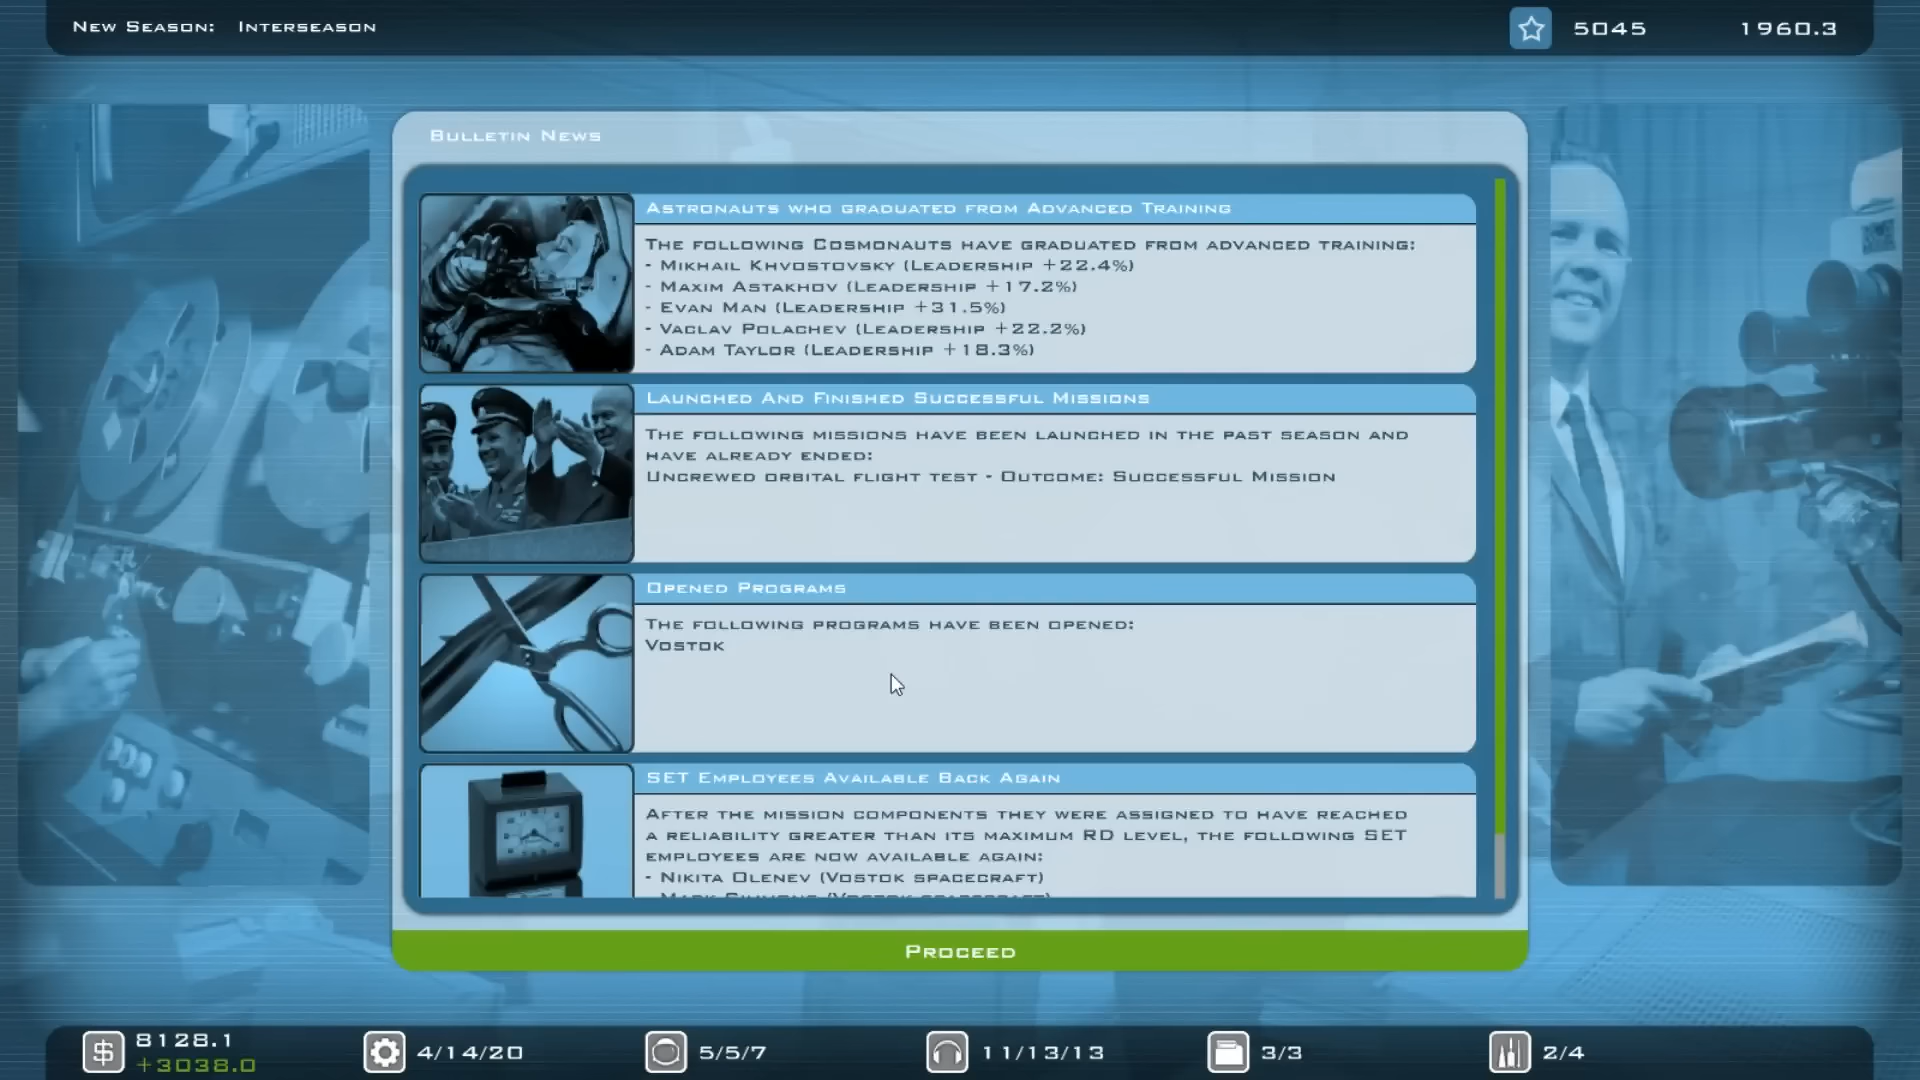 New Season: Interseason
5045
1960.3
Bulletin News
Astronauts who graduated from Advanced Training
The following Cosmonauts have graduated from advanced training:
- Mikhail Khvostovsky (Leadership +22.4%)
- Maxim Astakhov (Leadership +17.2%)
- Evan Man (Leadership +31.5%)
- Vaclav Polachev (Leadership +22.2%)
- Adam Taylor (Leadership +18.3%)
Launched And Finished Successful Missions
The following missions have been launched in the past season and
have already ended:
Uncrewed orbital flight test - Outcome: Successful Mission
Opened Programs
The following programs have been opened:
Vostok
SET Employees Available Back Again
After the mission components they were assigned to have reached
a reliability greater than its maximum RD level, the following SET
employees are now available again:
- Nikita Olenev (Vostok spacecraft)
Proceed
8128.1
+3038.0
4/14/20
5/5/7
11/13/13
3/3
2/4